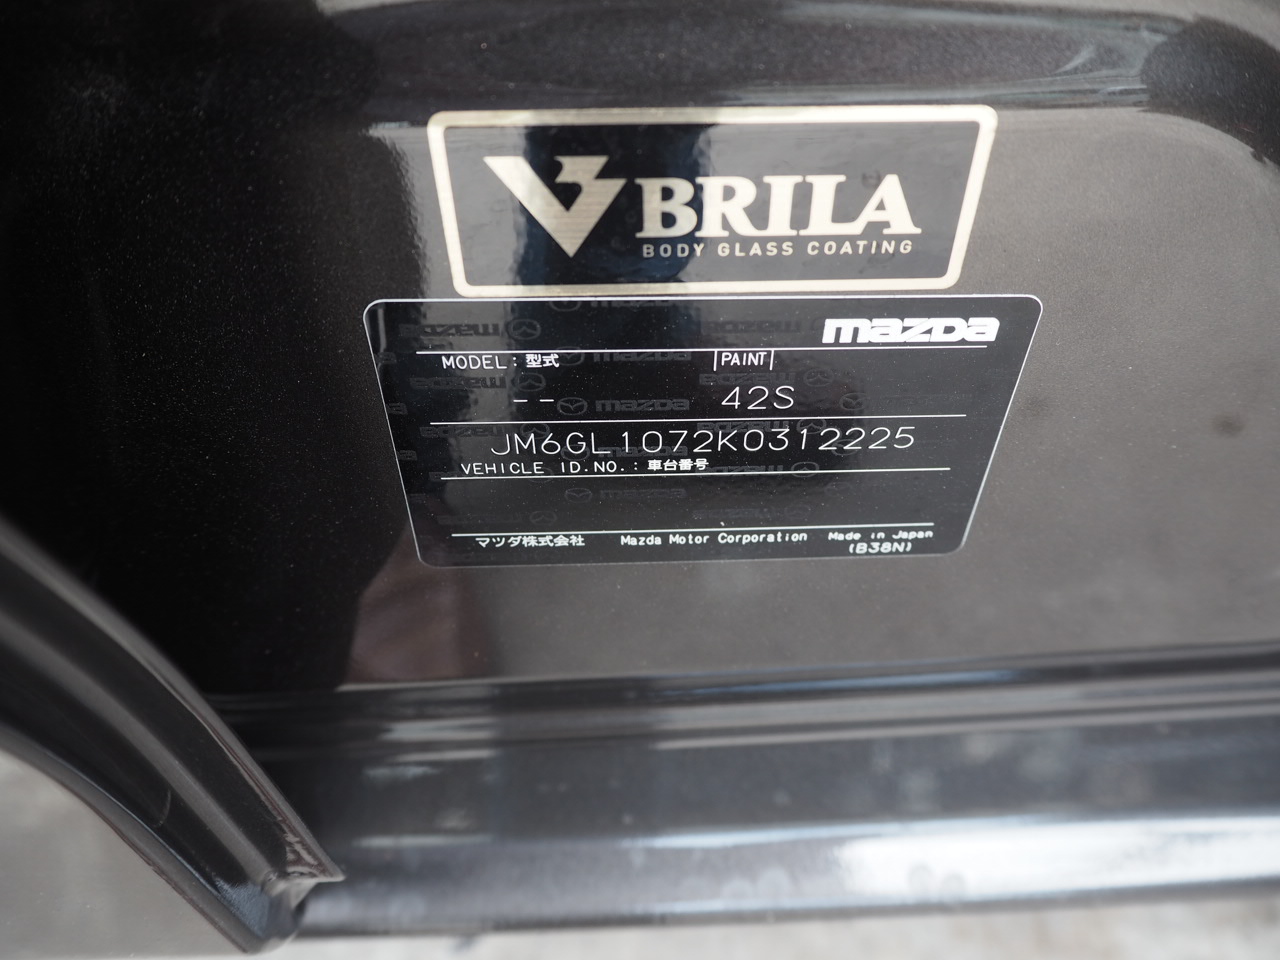 BRILA
BODY GLASS COATING
mazda
MODEL : 型式 PAINT
-- 42S
JM6GL1072K0312225
VEHICLE ID.NO. : 車台番号
マツダ株式会社 Mazda Motor Corporation Made in Japan
(B38N)